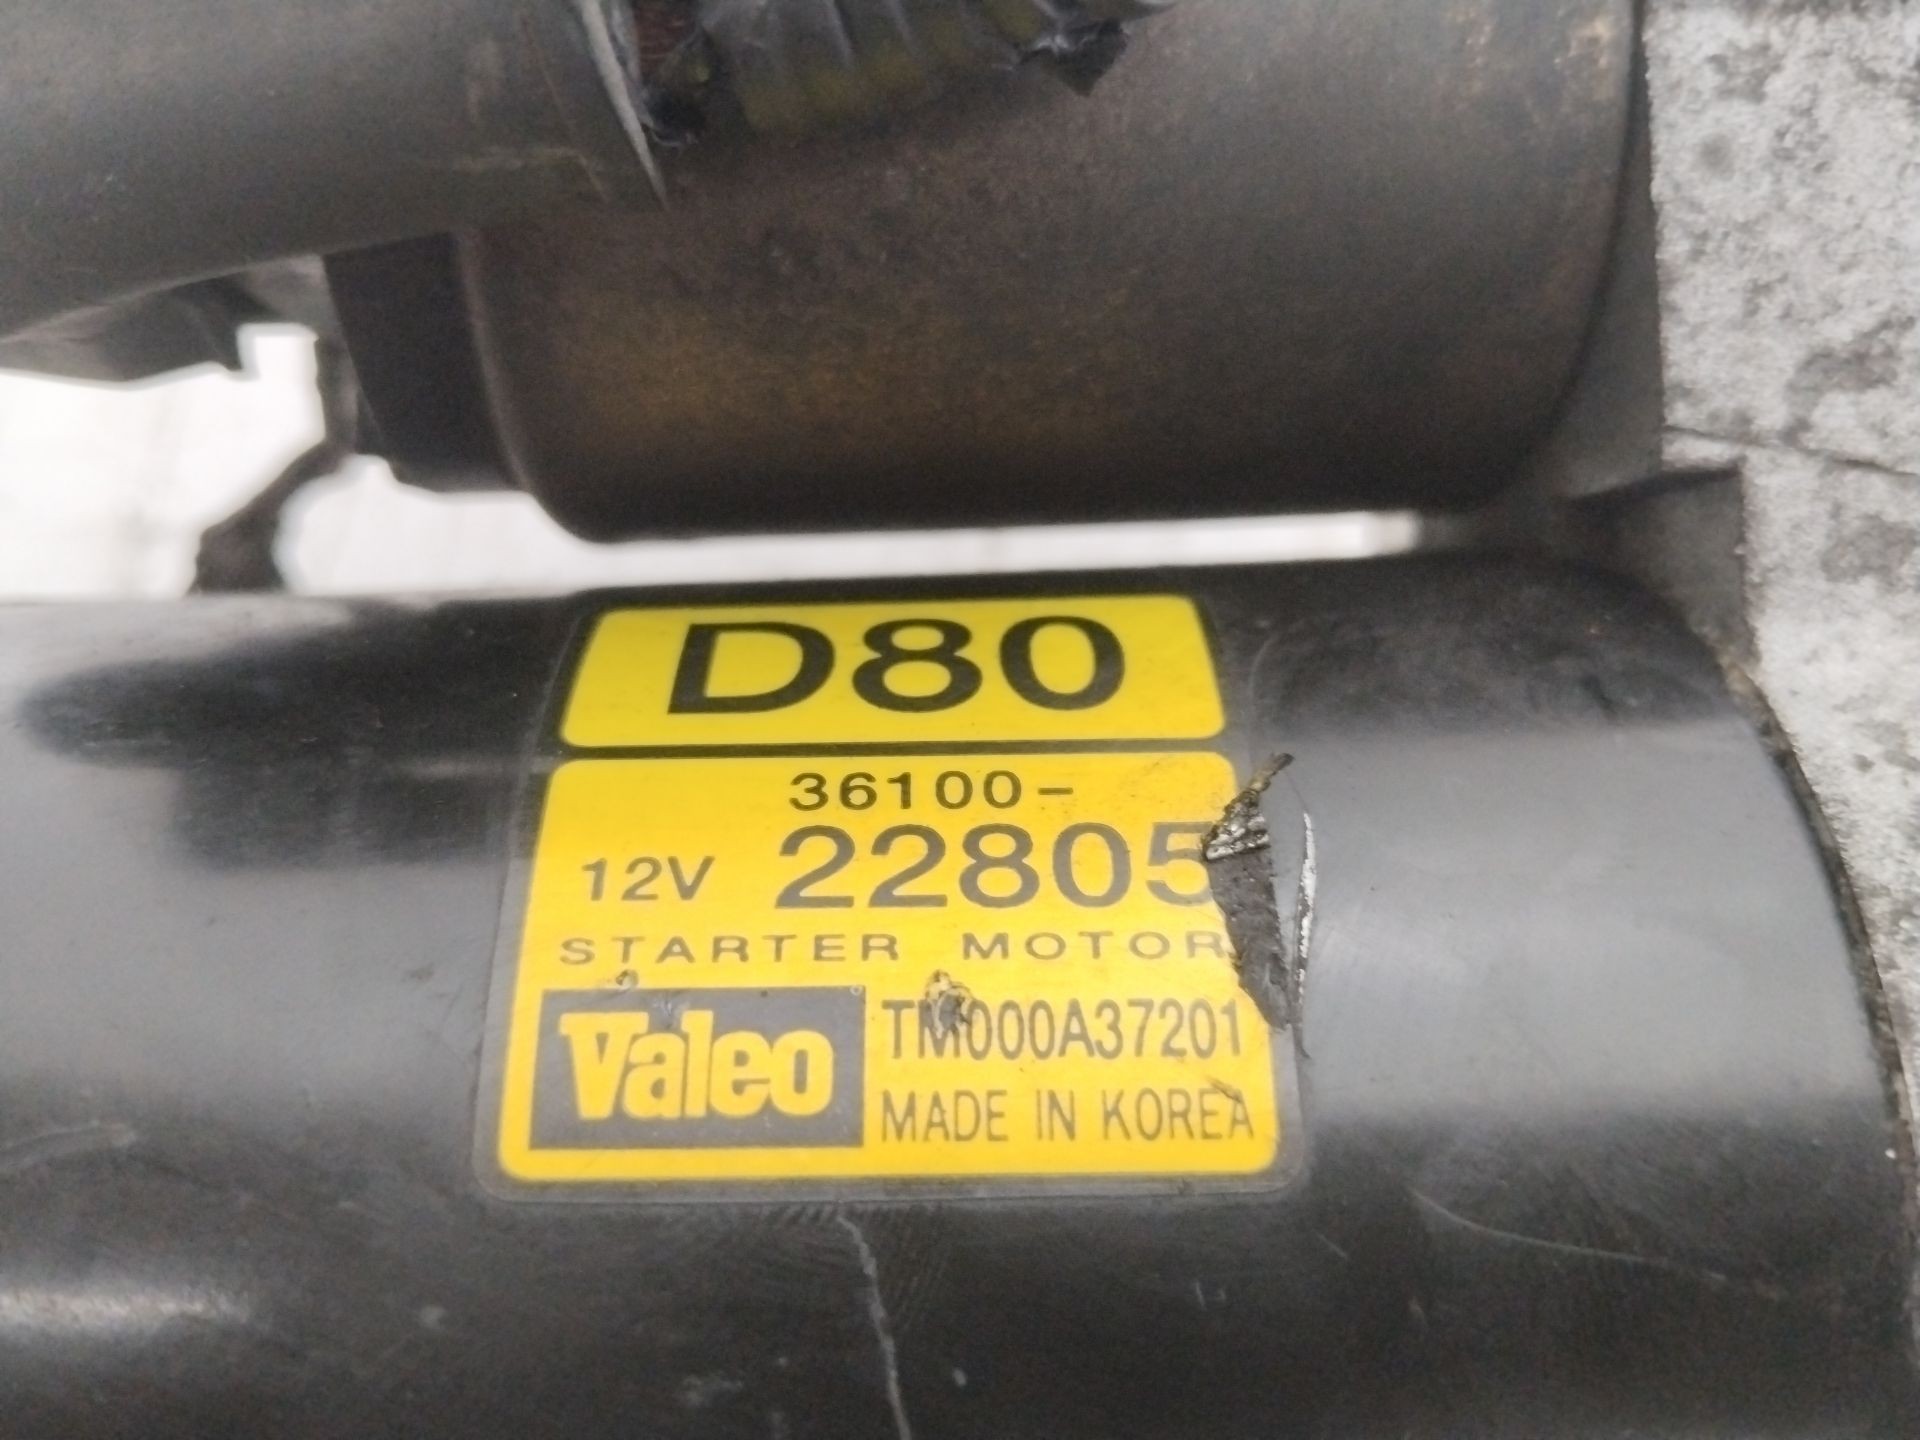 D80
36100-
12V 22805
STARTER MOTOR
Valeo TM000A37201
MADE IN KOREA